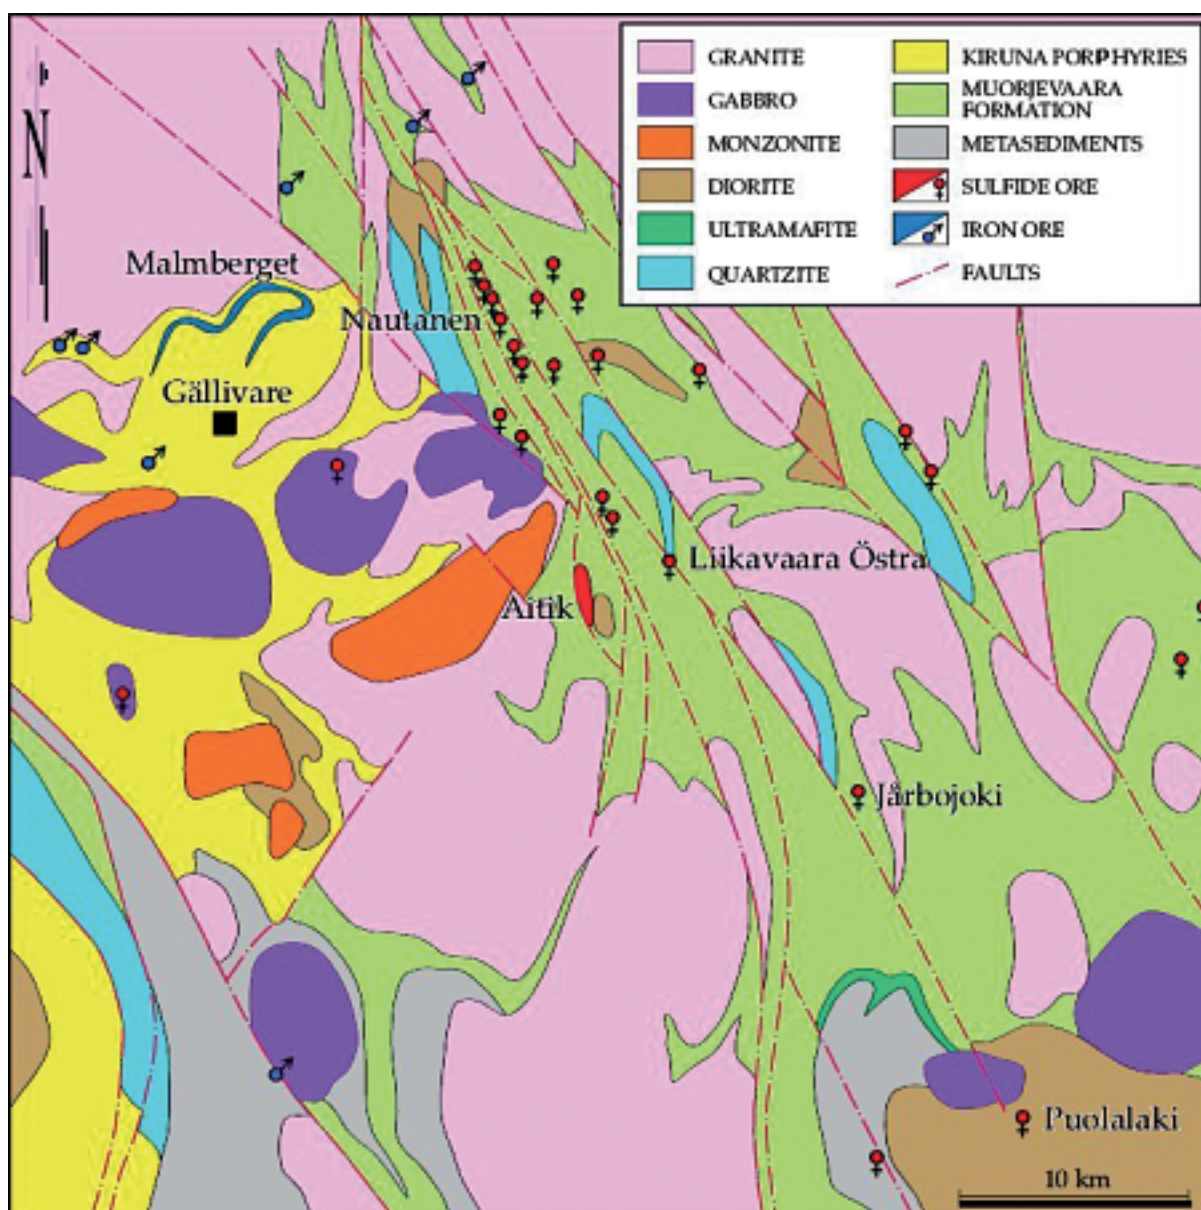 N
GRANITE
GABBRO
MONZONITE
DIORITE
ULTRAMAFITE
QUARTZITE
KIRUNA PORPHYRIES
MUORJEVAARA
FORMATION
METASEDIMENTS
SULFIDE ORE
IRON ORE
FAULTS
Malmberget
Nautanen
Gällivare
Liikavaara Östra
Aitik
Jårbojoki
Puolalaki
10 km